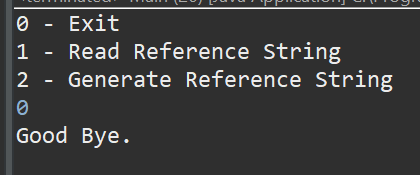 0 - Exit
1 - Read Reference String
2 - Generate Reference String
0
Good Bye.